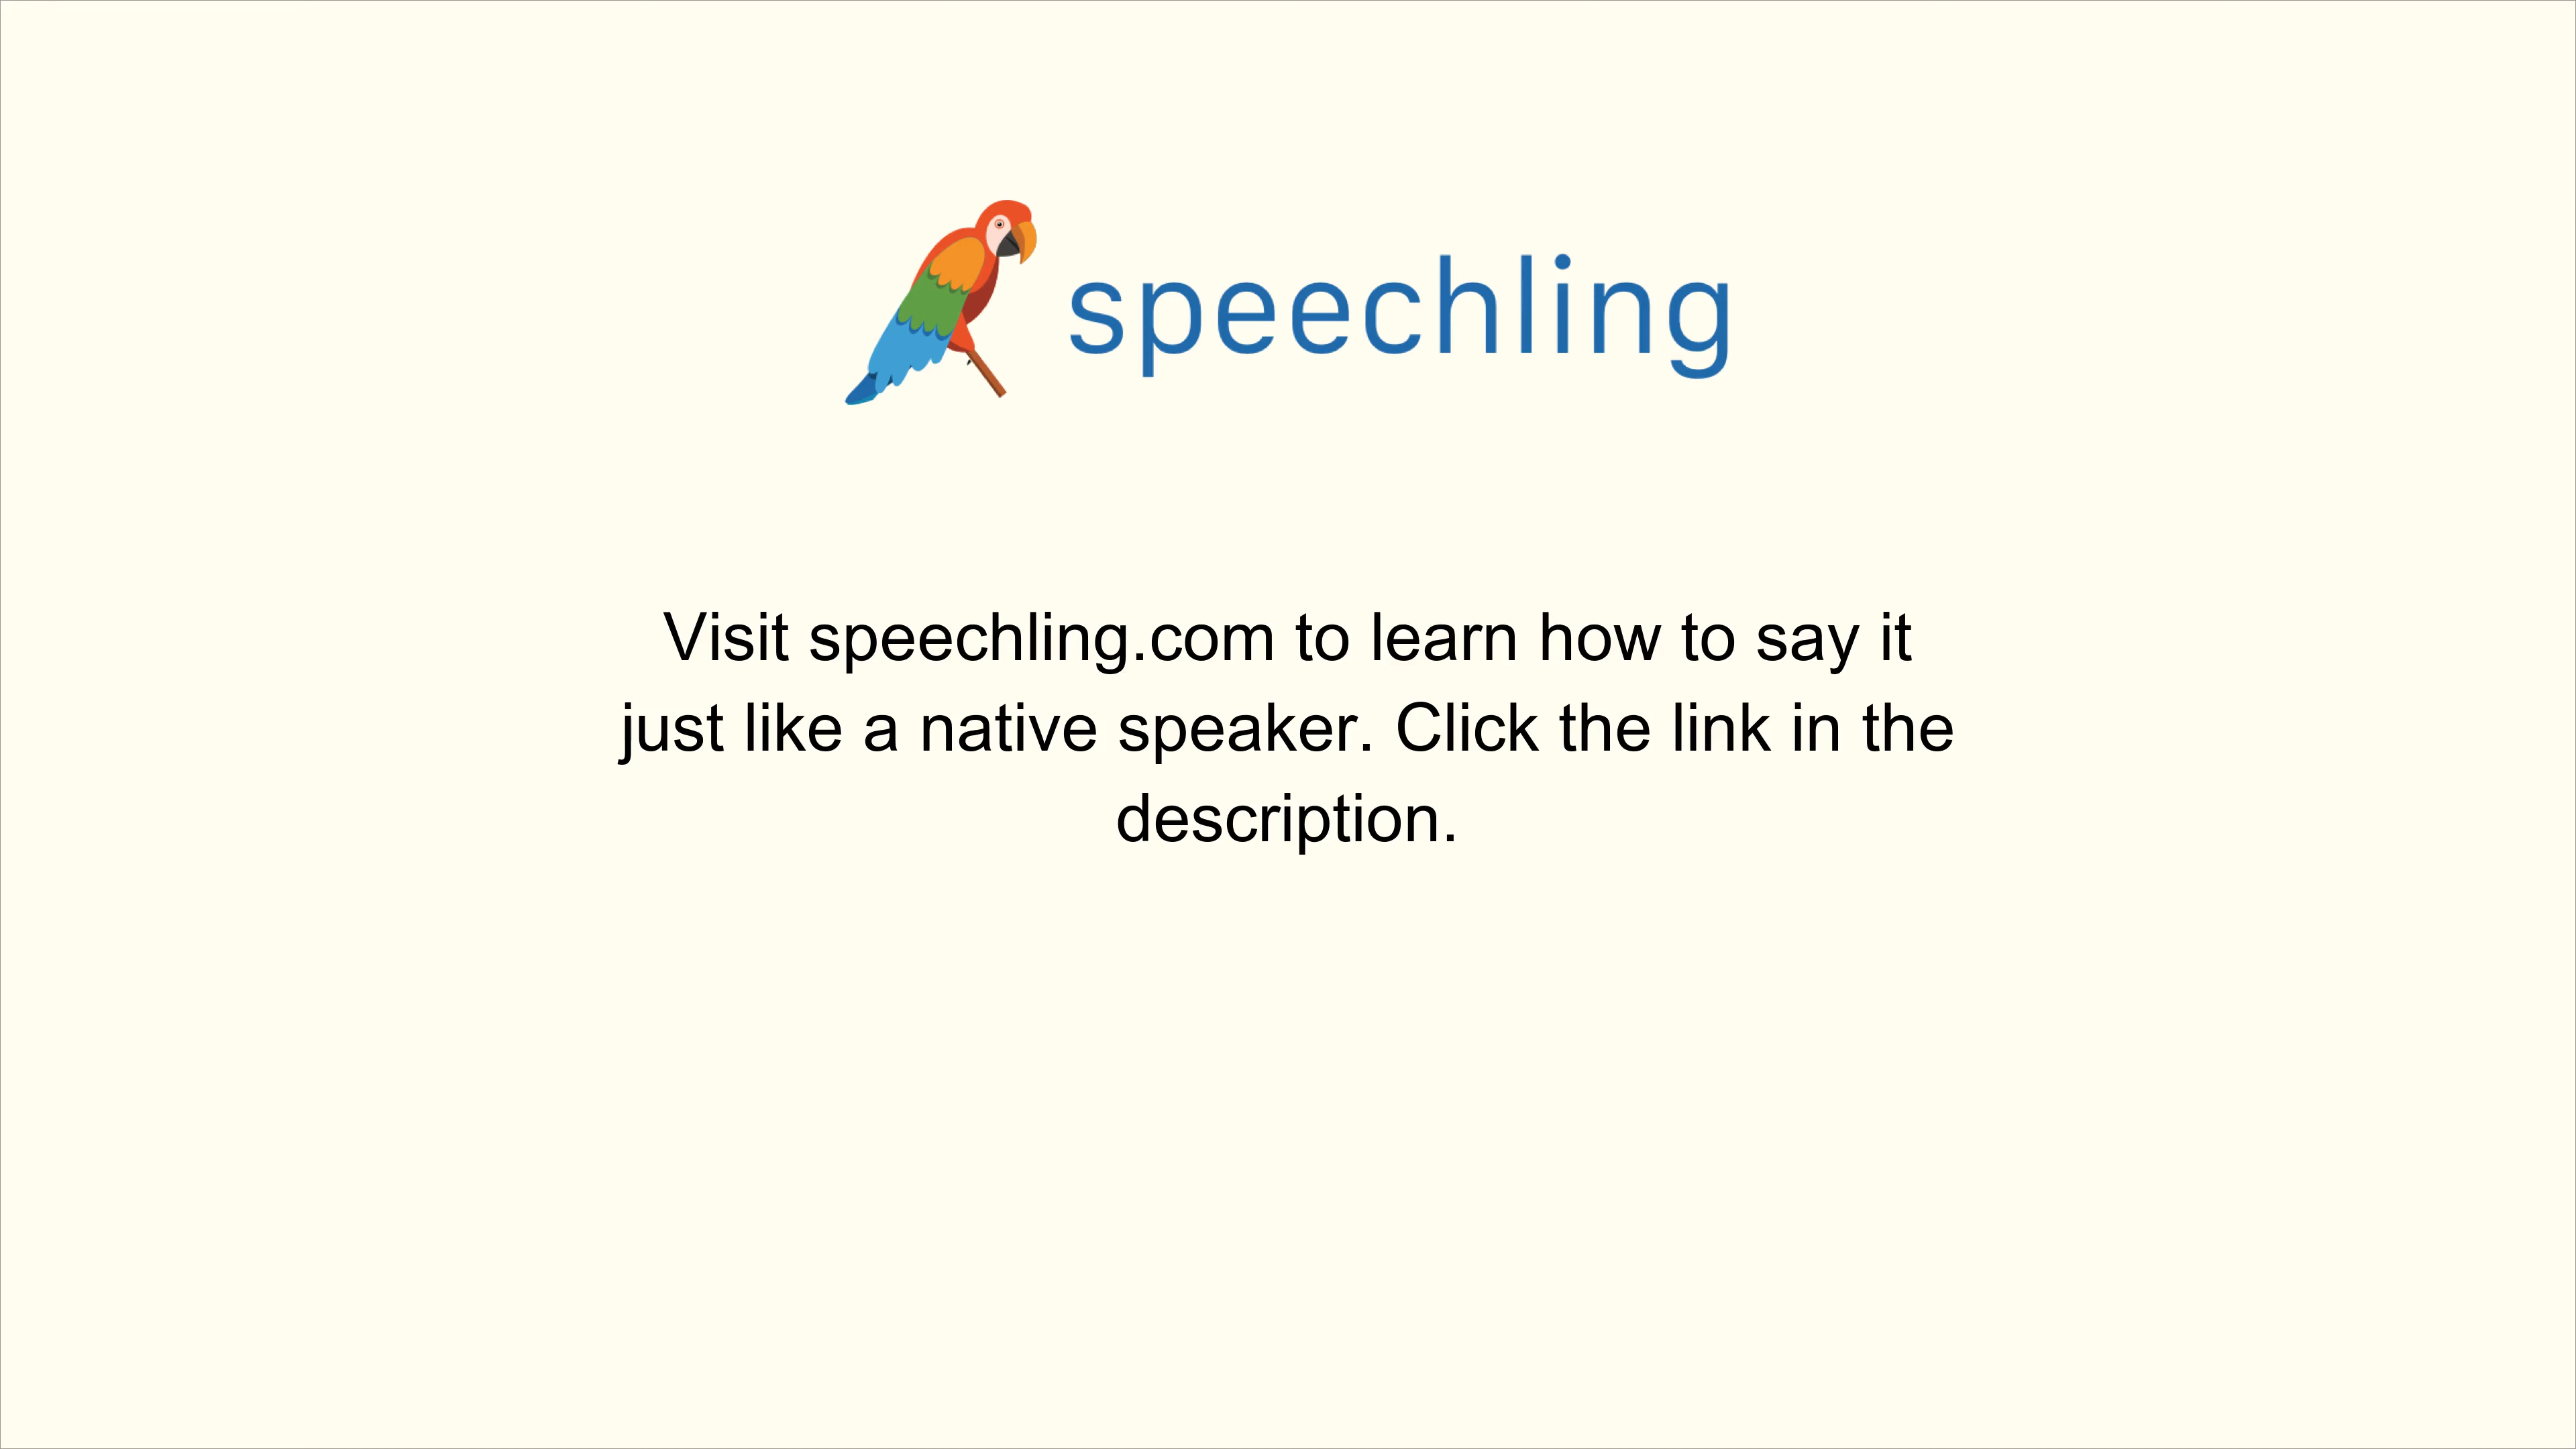 speechling
Visit speechling.com to learn how to say it
just like a native speaker. Click the link in the
description.